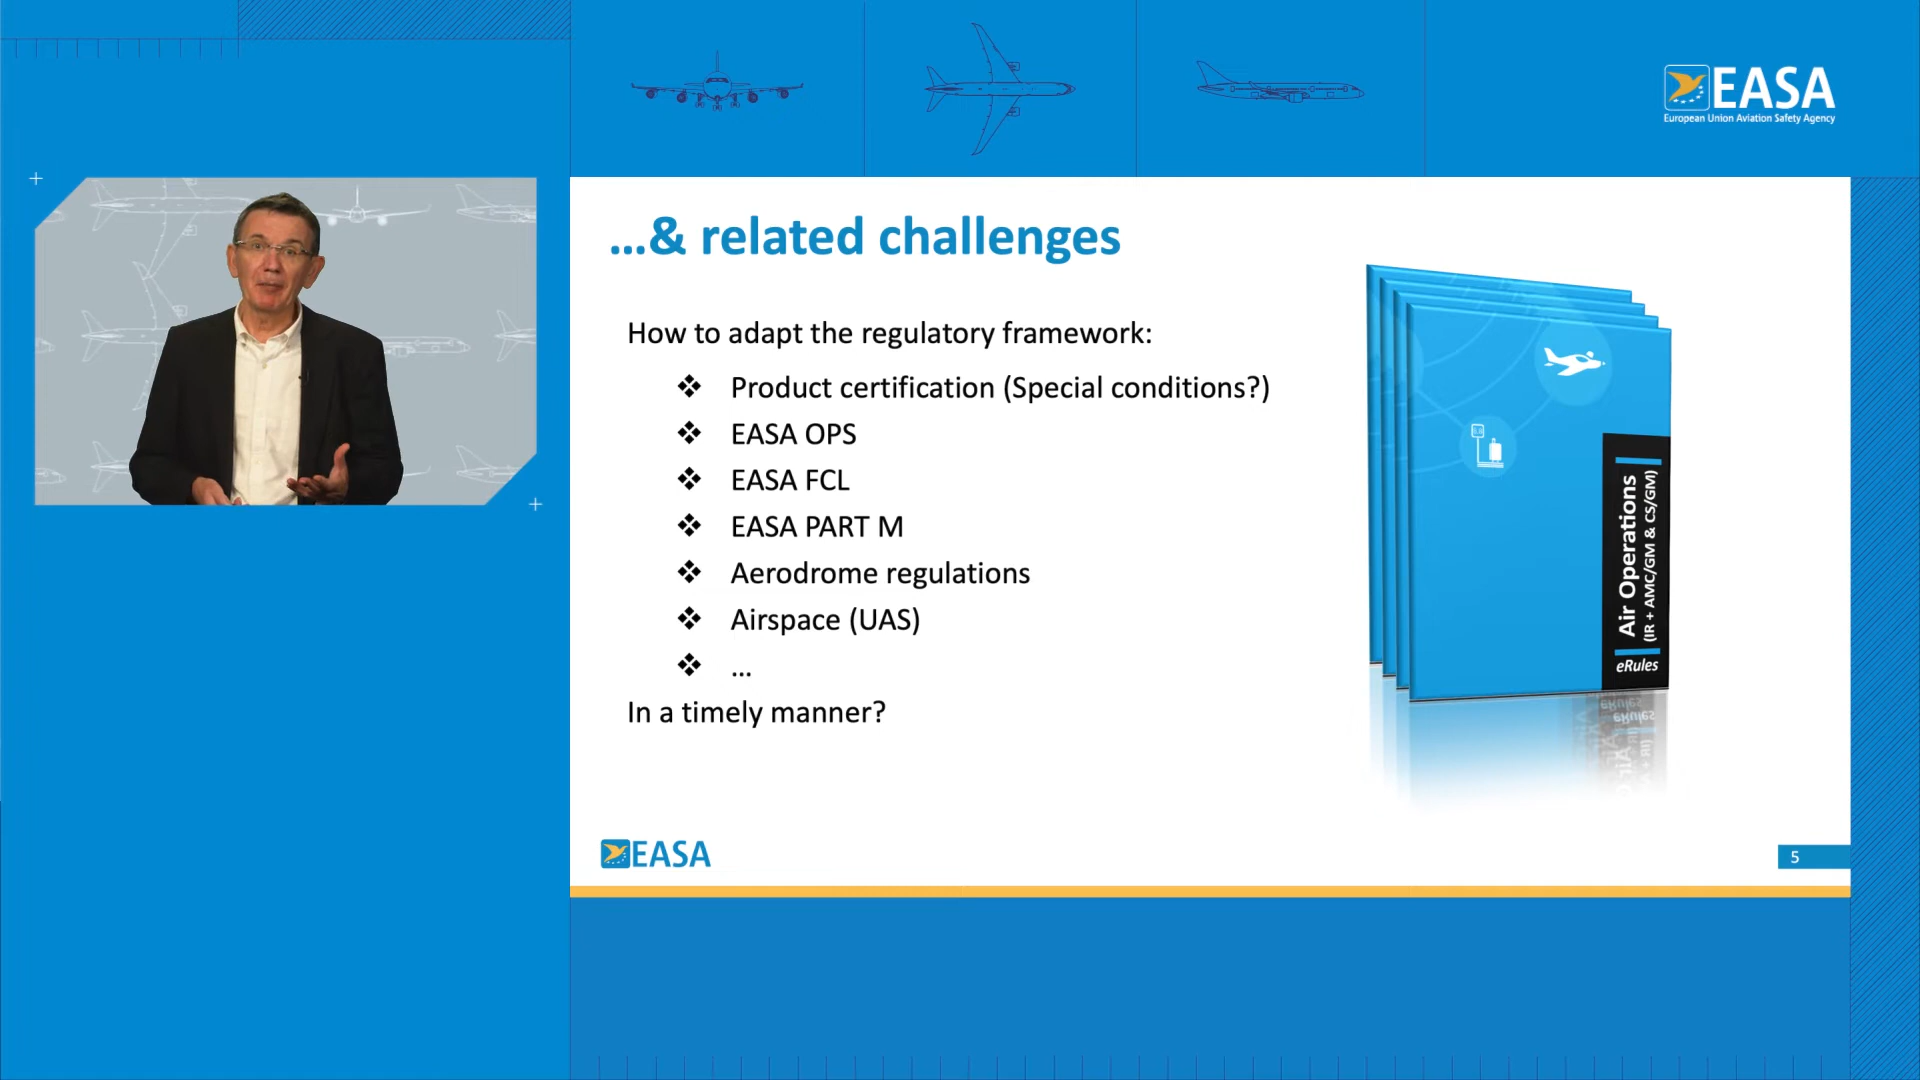 EASA
European Union Aviation Safety Agency
...& related challenges
How to adapt the regulatory framework:
❖ Product certification (Special conditions?)
❖ EASA OPS
❖ EASA FCL
❖ EASA PART M
❖ Aerodrome regulations
❖ Airspace (UAS)
❖ ...
In a timely manner?
Air Operations
(IR + AMC/GM & CS/GM)
eRules
EASA
5